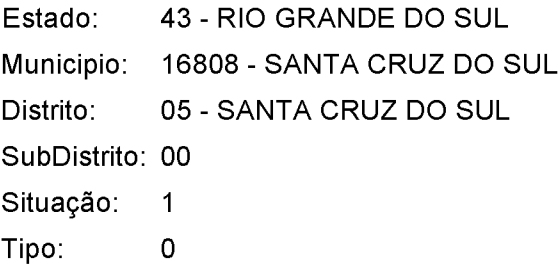 Estado: 43 - RIO GRANDE DO SUL
Municipio: 16808 - SANTA CRUZ DO SUL
Distrito: 05 - SANTA CRUZ DO SUL
SubDistrito: 00
Situação: 1
Tipo: 0